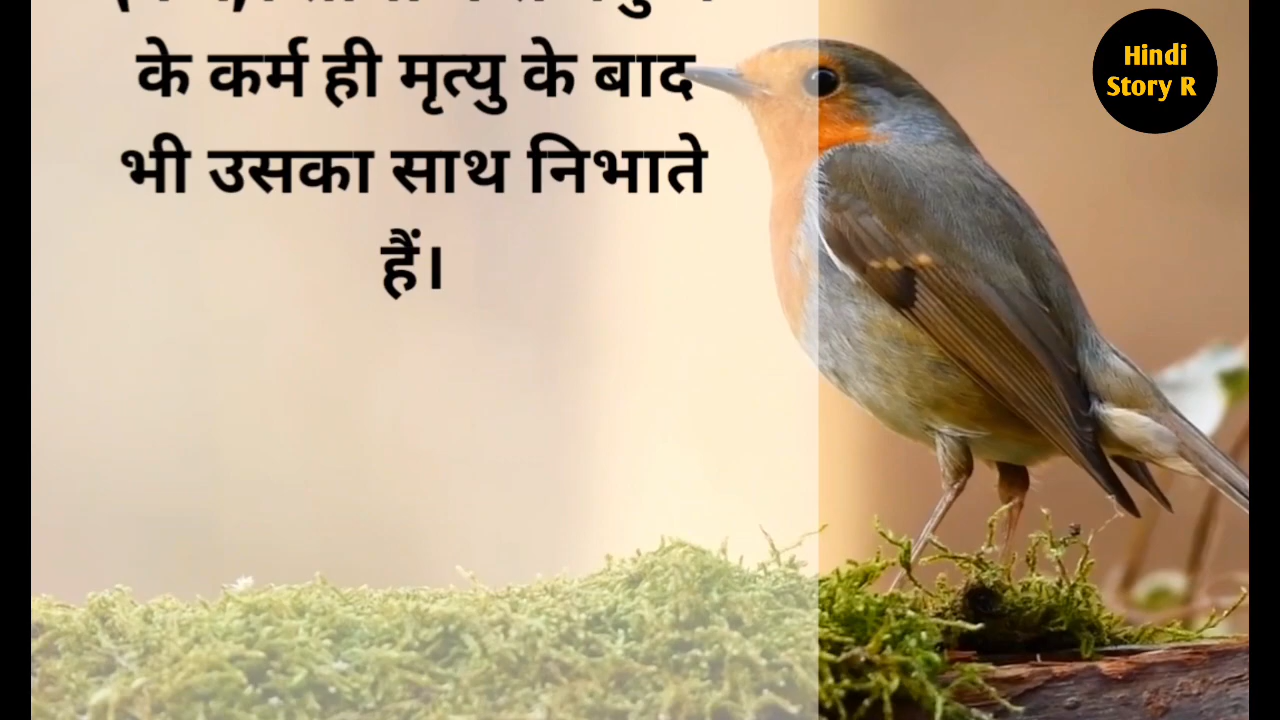 के कर्म ही मृत्यु के बाद
भी उसका साथ निभाते
हैं।
Hindi
Story R